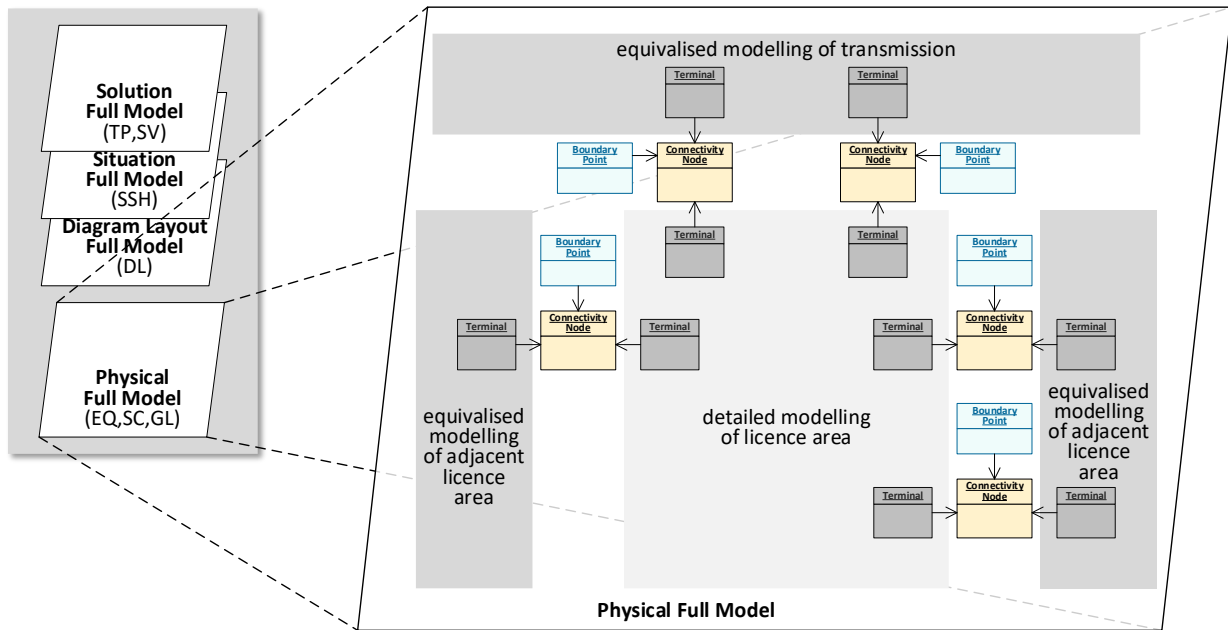 Solution
Full Model
(TP,SV)
Situation
Full Model
(SSH)
Diagram Layout
Full Model
(DL)
Physical
Full Model
(EQ,SC,GL)
equivalised modelling of transmission
Terminal
Terminal
Boundary
Point
Connectivity
Node
Connectivity
Node
Boundary
Point
Terminal
Terminal
Boundary
Point
Boundary
Point
Terminal
Connectivity
Node
Terminal
Terminal
Connectivity
Node
Terminal
equivalised
modelling
of adjacent
licence
area
detailed modelling
of licence area
equivalised
modelling
of adjacent
licence
area
Boundary
Point
Terminal
Connectivity
Node
Terminal
Physical Full Model